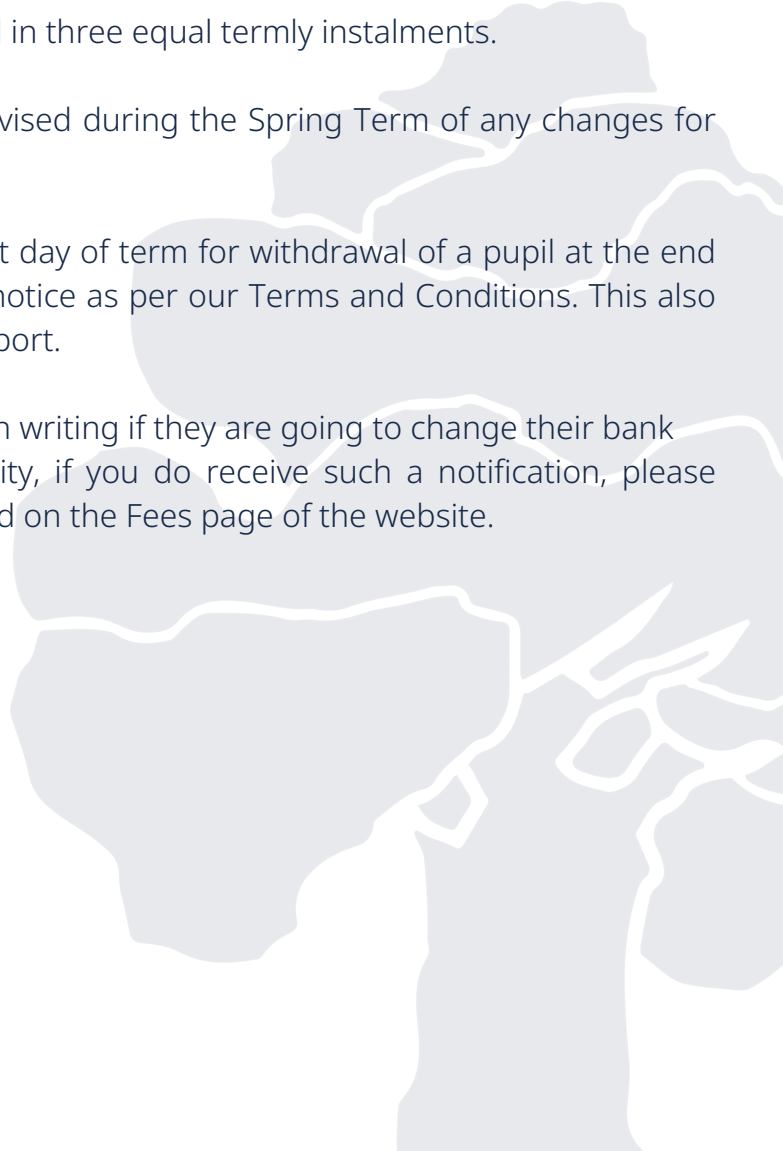 in three equal termly instalments.
vised during the Spring Term of any changes for
t day of term for withdrawal of a pupil at the end
notice as per our Terms and Conditions. This also
port.
n writing if they are going to change their bank
ity, if you do receive such a notification, please
d on the Fees page of the website.